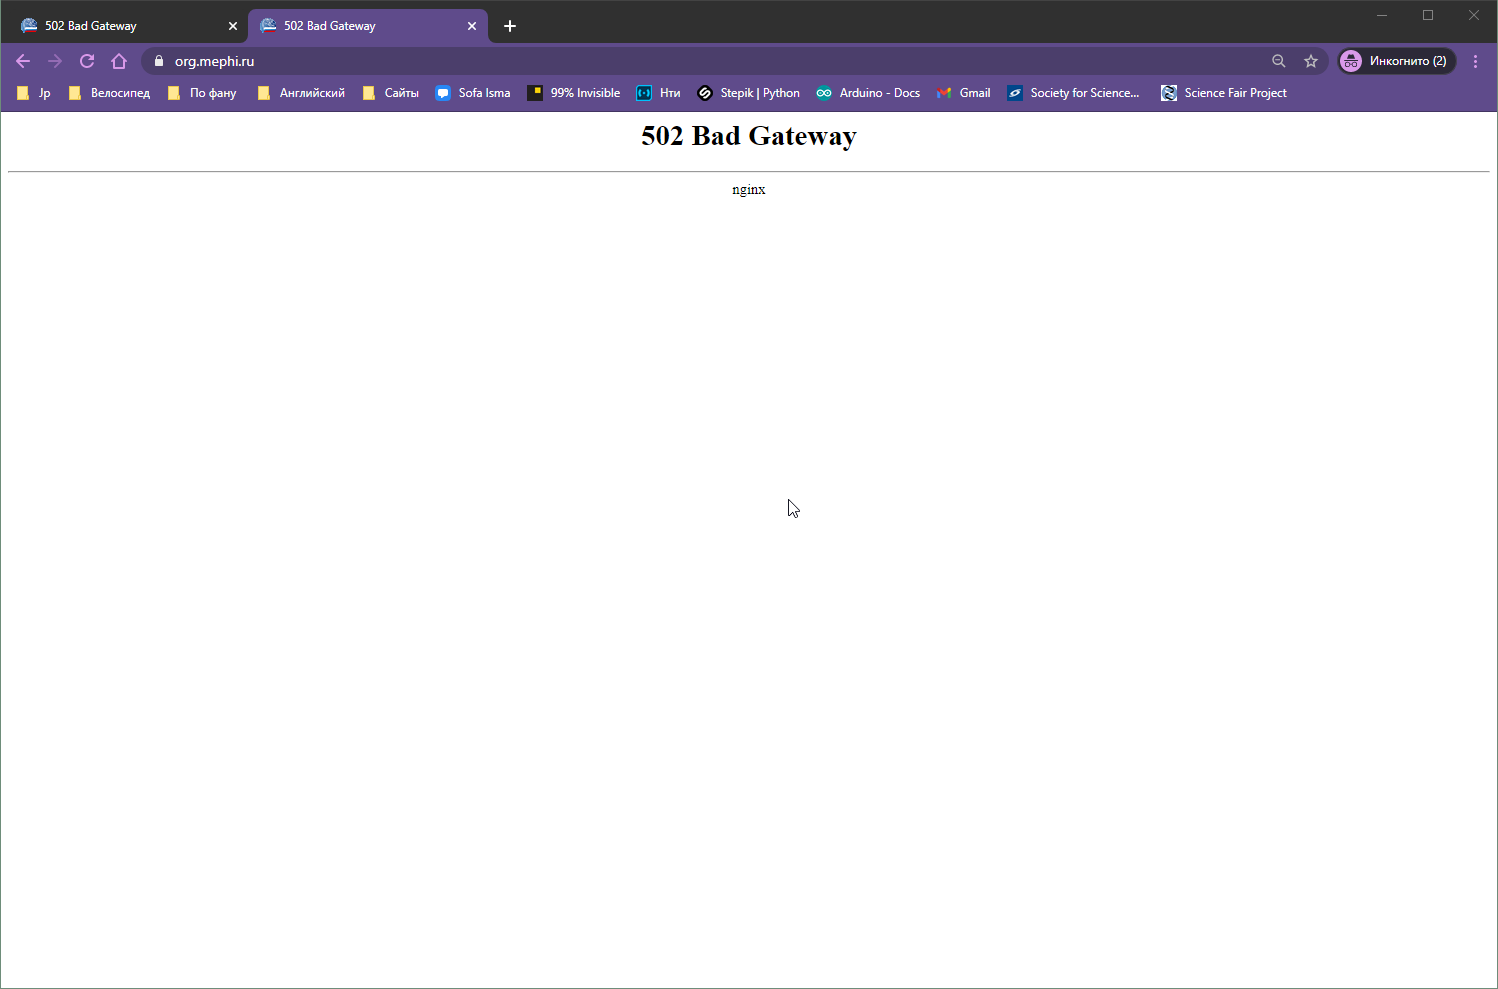 502 Bad Gateway
502 Bad Gateway
org.mephi.ru
Инкогнито (2)
Jp
Велосипед
По фану
Английский
Сайты
Sofa Isma
99% Invisible
Нти
Stepik | Python
Arduino - Docs
Gmail
Society for Science...
Science Fair Project
502 Bad Gateway
nginx